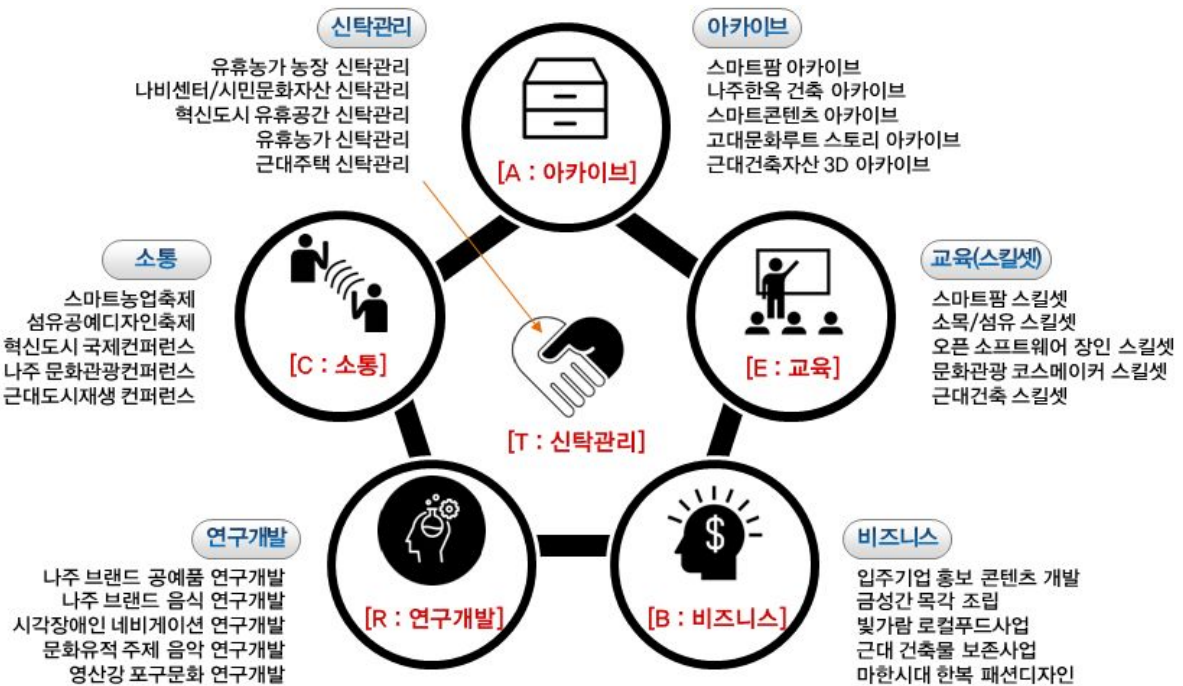 신탁관리
유휴농가 농장 신탁관리
나비센터/시민문화자산 신탁관리
혁신도시 유휴공간 신탁관리
유휴농가 신탁관리
근대주택 신탁관리
아카이브
스마트팜 아카이브
나주한옥 건축 아카이브
스마트콘텐츠 아카이브
고대문화루트 스토리 아카이브
근대건축자산 3D 아카이브
[A : 아카이브]
소통
스마트농업축제
섬유공예디자인축제
혁신도시 국제컨퍼런스
나주 문화관광컨퍼런스
근대도시재생 컨퍼런스
[C : 소통]
교육(스킬셋)
스마트팜 스킬셋
소목/섬유 스킬셋
오픈 소프트웨어 장인 스킬셋
문화관광 코스메이커 스킬셋
근대건축 스킬셋
[E : 교육]
[T : 신탁관리]
연구개발
나주 브랜드 공예품 연구개발
나주 브랜드 음식 연구개발
시각장애인 네비게이션 연구개발
문화유적 주제 음악 연구개발
영산강 포구문화 연구개발
[R : 연구개발]
$
[B : 비즈니스]
비즈니스
입주기업 홍보 콘텐츠 개발
금성관 목각 조립
빛가람 로컬푸드사업
근대 건축물 보존사업
마한시대 한복 패션디자인